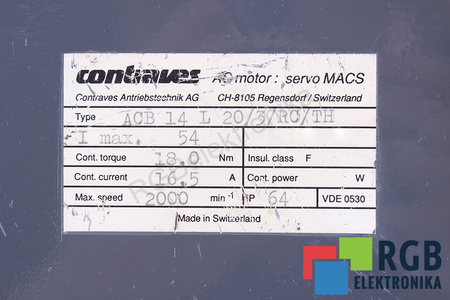 contraves AC motor: servo MACS
Contraves Antriebstechnik AG CH-8105 Regensdorf / Switzerland
Type ACB 14 L 20/3 RC/TH
I max. 54
Cont. torque 18.0 Nm Insul. class F
Cont. current 16.5 A Cont. power W
Max. speed 2000 min-1 IP 64 VDE 0530
Made in Switzerland
RGB
ELEKTRONIKA